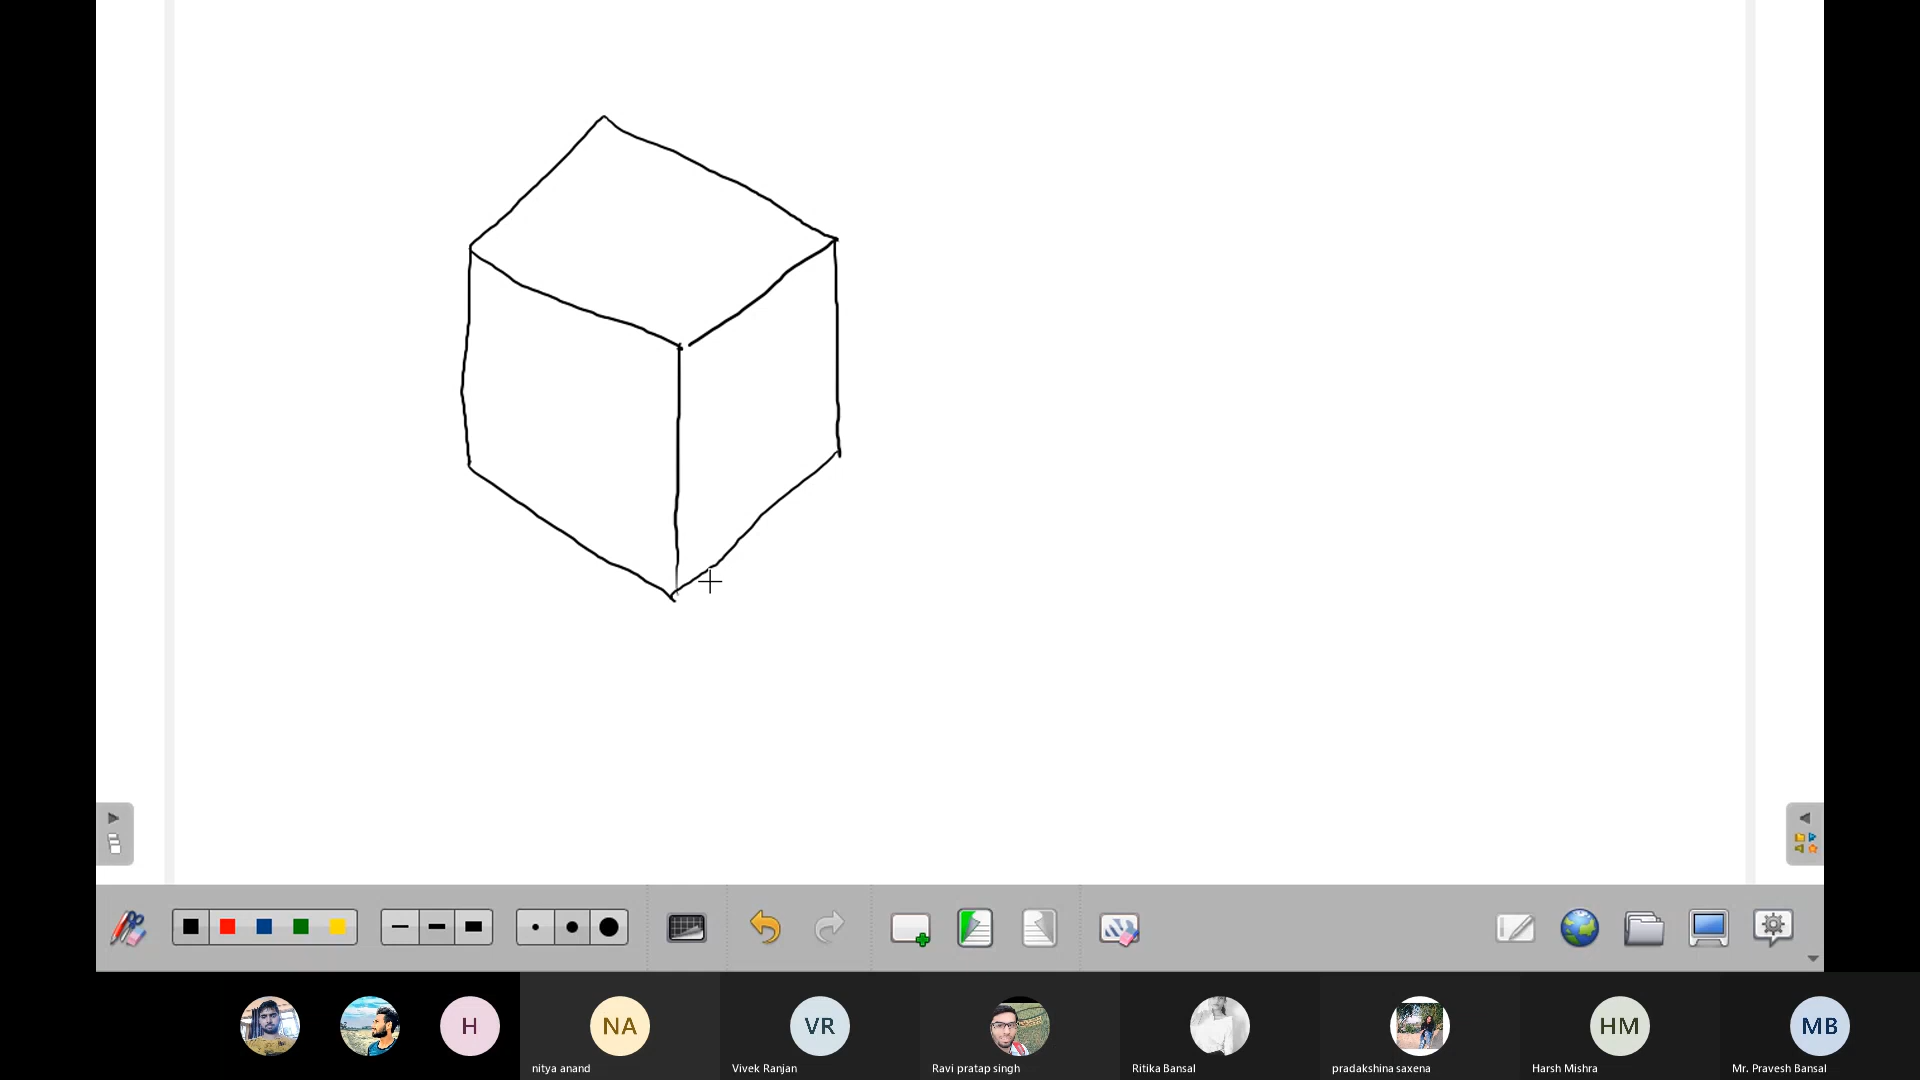 H
NA
VR
HM
MB
nitya anand
Vivek Ranjan
Ravi pratap singh
Ritika Bansal
pradakshina saxena
Harsh Mishra
Mr. Pravesh Bansal